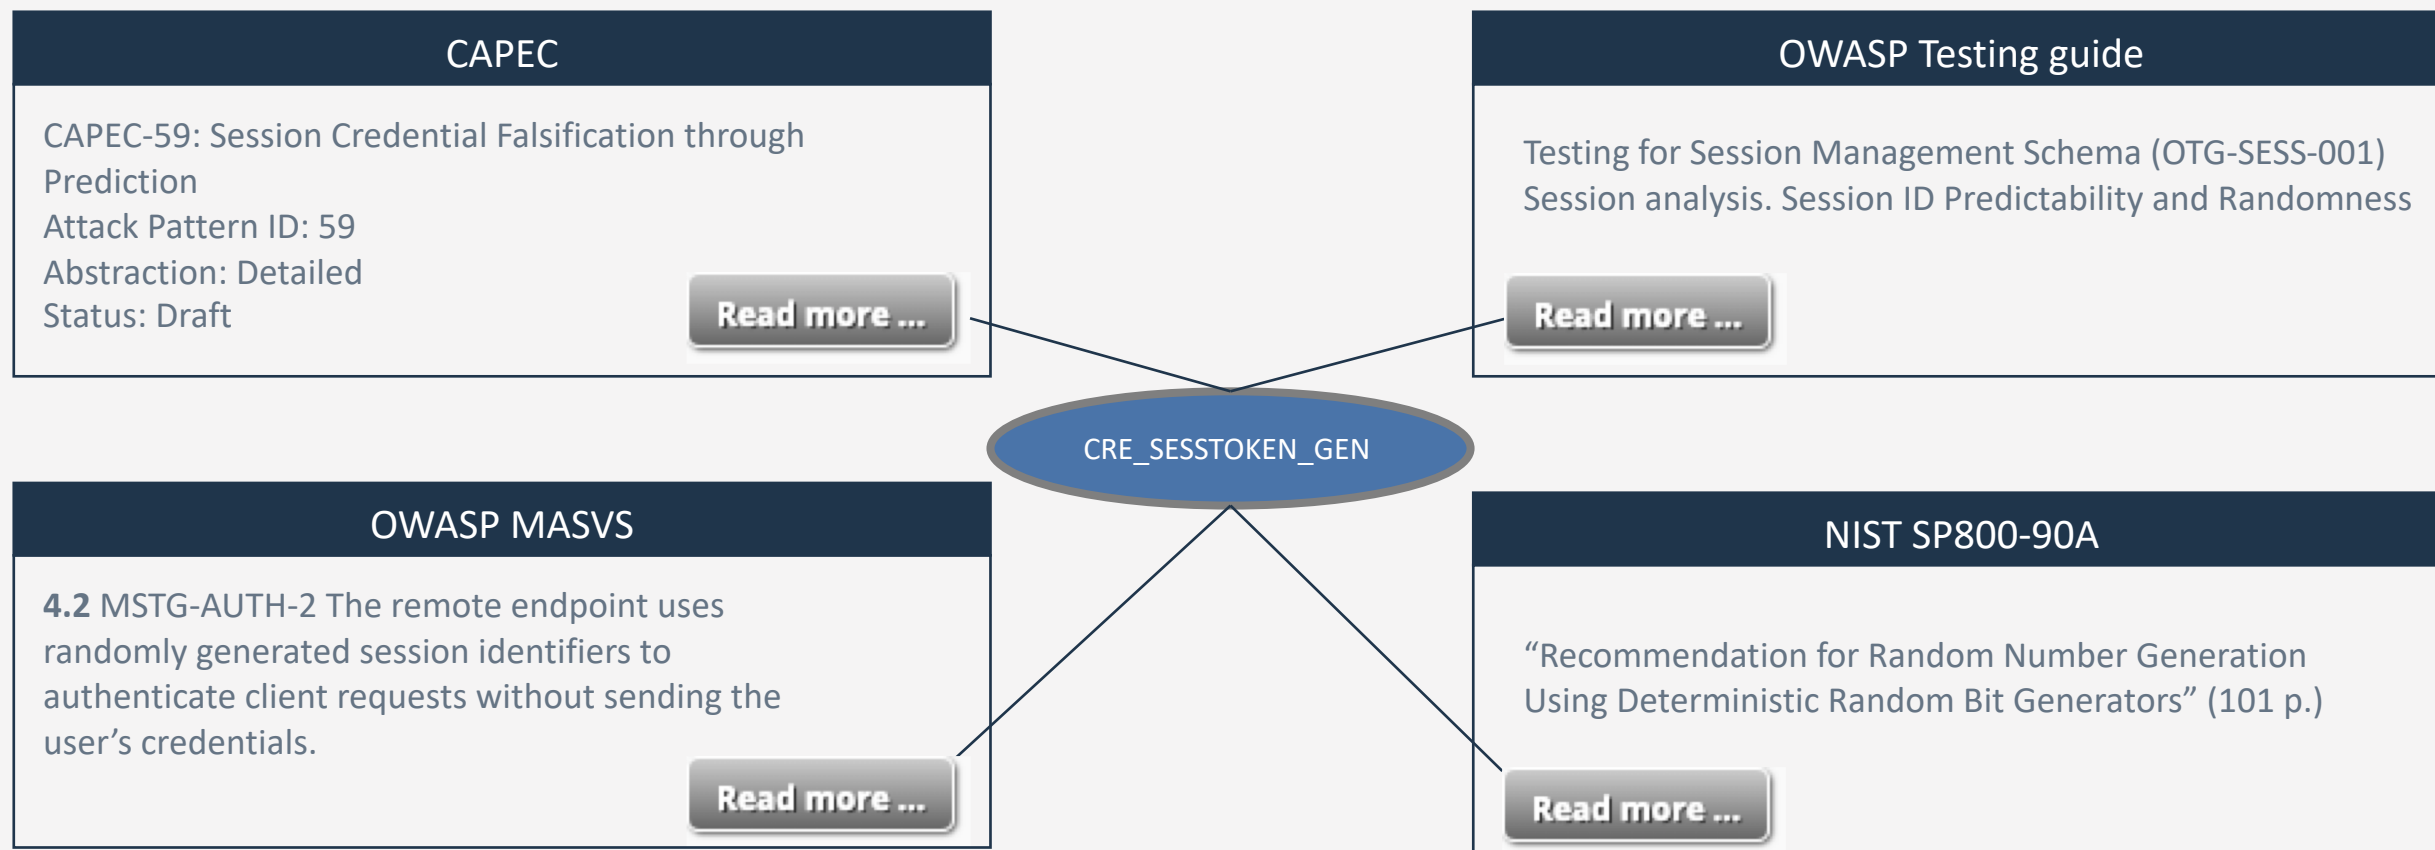 CAPEC
CAPEC-59: Session Credential Falsification through
Prediction
Attack Pattern ID: 59
Abstraction: Detailed
Status: Draft
Read more ...
OWASP Testing guide
Testing for Session Management Schema (OTG-SESS-001)
Session analysis. Session ID Predictability and Randomness
Read more ...
CRE_SESSTOKEN_GEN
OWASP MASVS
4.2 MSTG-AUTH-2 The remote endpoint uses
randomly generated session identifiers to
authenticate client requests without sending the
user’s credentials.
Read more ...
NIST SP800-90A
“Recommendation for Random Number Generation
Using Deterministic Random Bit Generators” (101 p.)
Read more ...